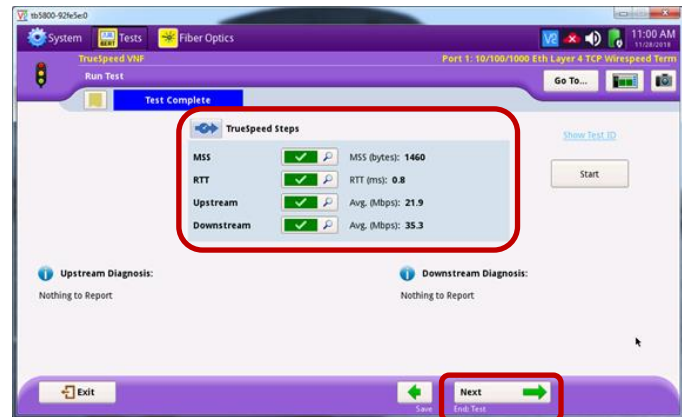 tb5800-92fe5e:0
System Tests Fiber Optics 11:00 AM
11/28/2018
TrueSpeed VNF Port 1: 10/100/1000 Eth Layer 4 TCP Wirespeed Term
Run Test Go To...
Test Complete
TrueSpeed Steps
Show Test ID
MSS MSS (bytes): 1460
RTT RTT (ms): 0.8 Start
Upstream Avg. (Mbps): 21.9
Downstream Avg. (Mbps): 35.3
Upstream Diagnosis: Downstream Diagnosis:
Nothing to Report Nothing to Report
Exit Next
Save End: Test